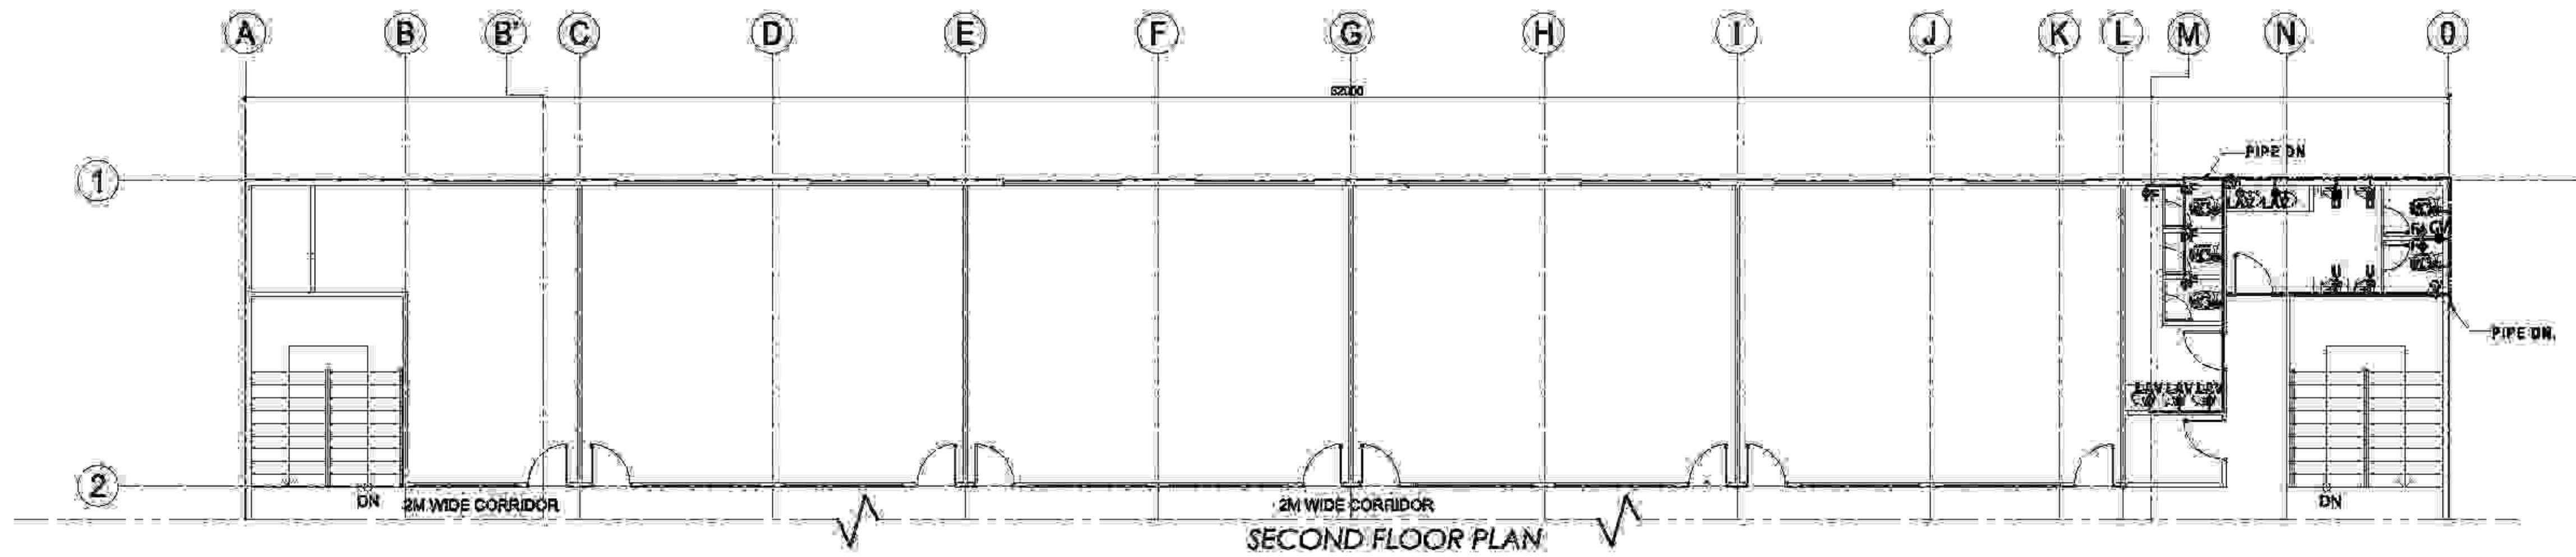 A B B' C D E F G H I J K L M N O
62000
PIPE DN
1
LAV LAV
PIPE DN.
LAV LAV LAV
2
DN
2M WIDE CORRIDOR
2M WIDE CORRIDOR
DN
SECOND FLOOR PLAN